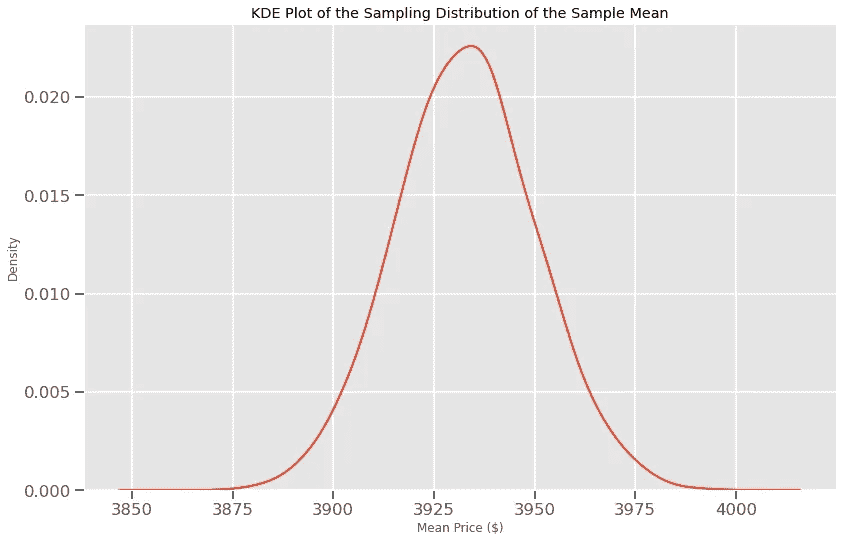 KDE Plot of the Sampling Distribution of the Sample Mean
0.020
0.015
0.010
0.005
0.000
Density
3850 3875 3900 3925 3950 3975 4000
Mean Price ($)